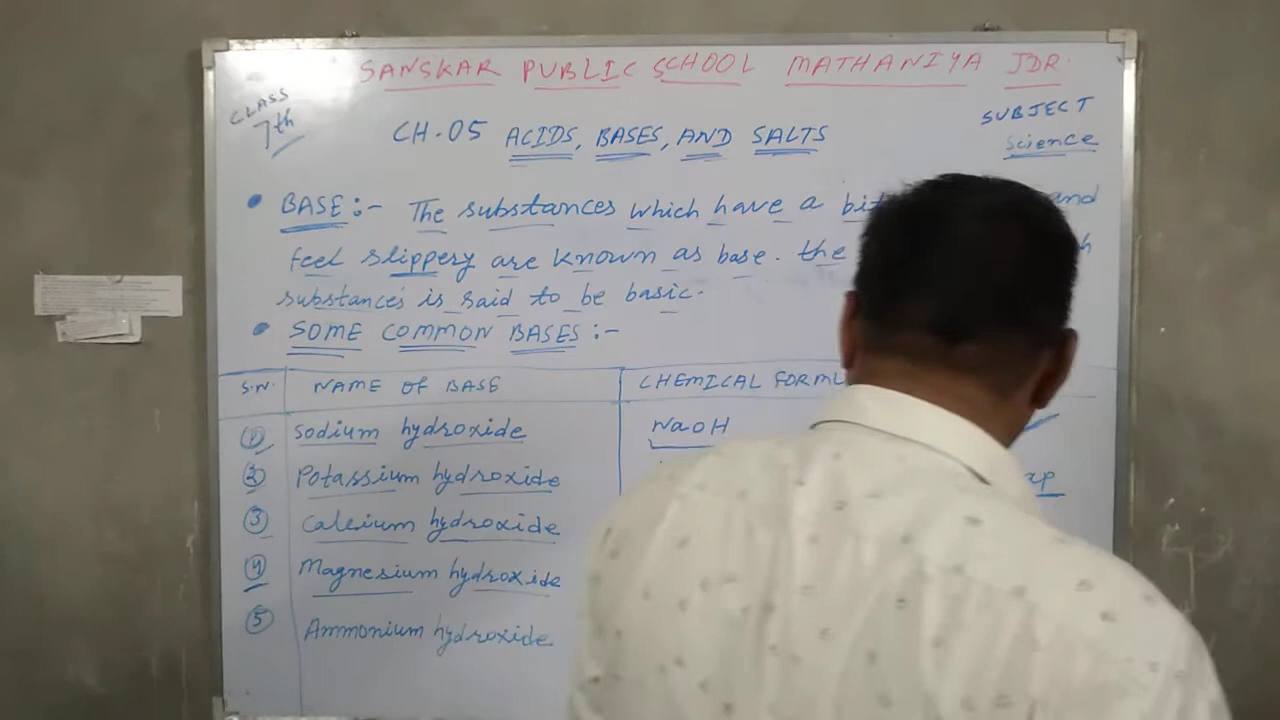 SANSKAR PUBLIC SCHOOL MATHANIYA JDR.
CLASS
7th
CH.05 ACIDS, BASES, AND SALTS
SUBJECT
Science
• BASE:- The substances which have a and
feel slippery are known as base. the
substances is said to be basic.
• SOME COMMON BASES:-
S.N. NAME OF BASE CHEMICAL
① Sodium hydroxide NaOH
② Potassium hydroxide
③ Calcium hydroxide
④ Magnesium hydroxide
⑤ Ammonium hydroxide